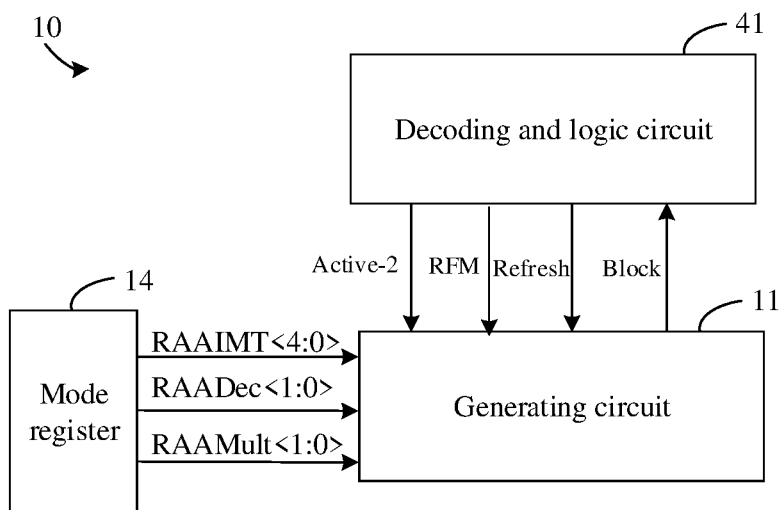 10
41
Decoding and logic circuit
Active-2
RFM
Refresh
Block
14
11
RAAIMT<4:0>
RAADec<1:0>
RAAMult<1:0>
Mode
register
Generating circuit